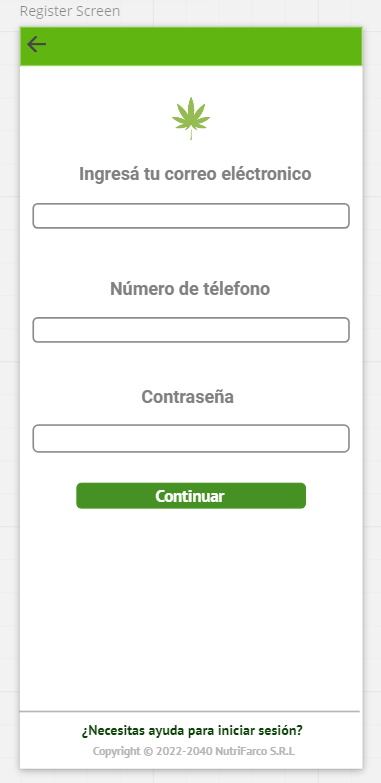 Register Screen
Ingresá tu correo eléctronico
Número de télefono
Contraseña
Continuar
¿Necesitas ayuda para iniciar sesión?
Copyright © 2022-2040 NutriFarco S.R.L